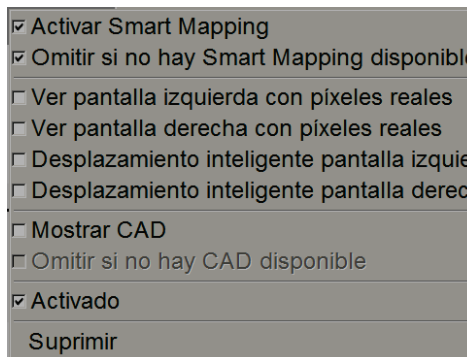 Activar Smart Mapping
Omitir si no hay Smart Mapping disponible
Ver pantalla izquierda con píxeles reales
Ver pantalla derecha con píxeles reales
Desplazamiento inteligente pantalla izquie
Desplazamiento inteligente pantalla derec
Mostrar CAD
Omitir si no hay CAD disponible
Activado
Suprimir